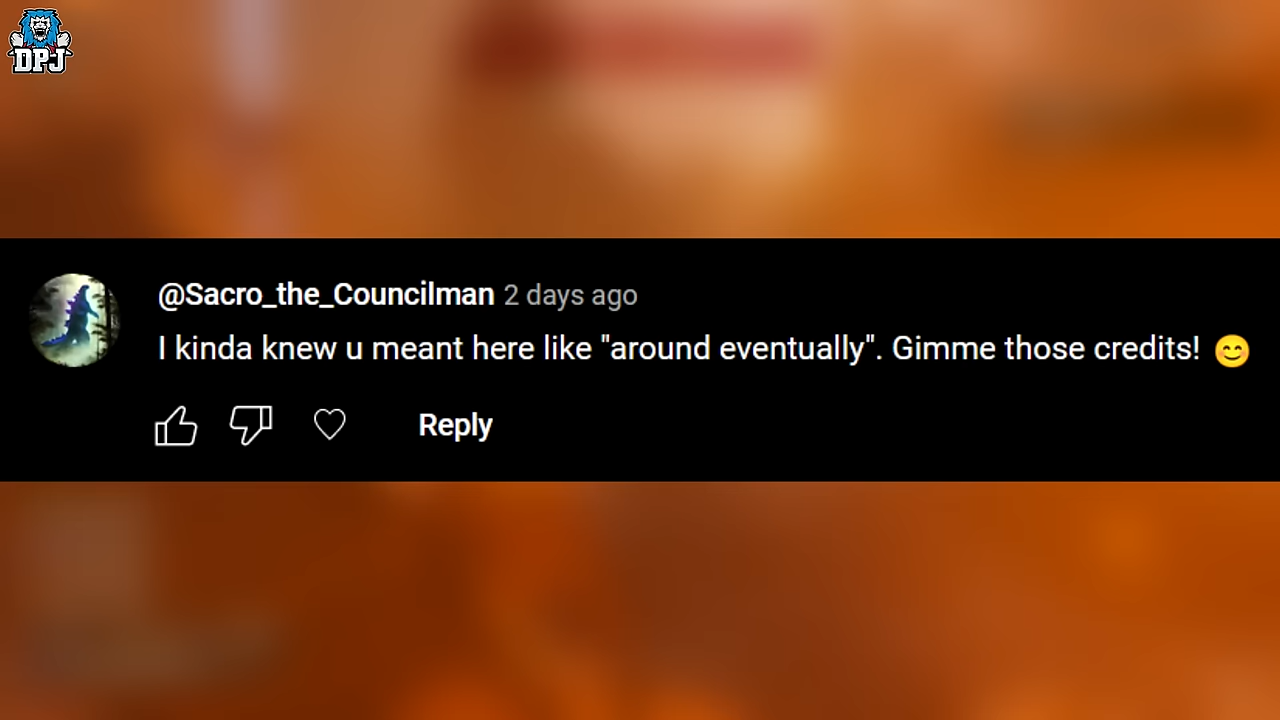 DPJ
@Sacro_the_Councilman 2 days ago
I kinda knew u meant here like "around eventually". Gimme those credits! 😊
Reply